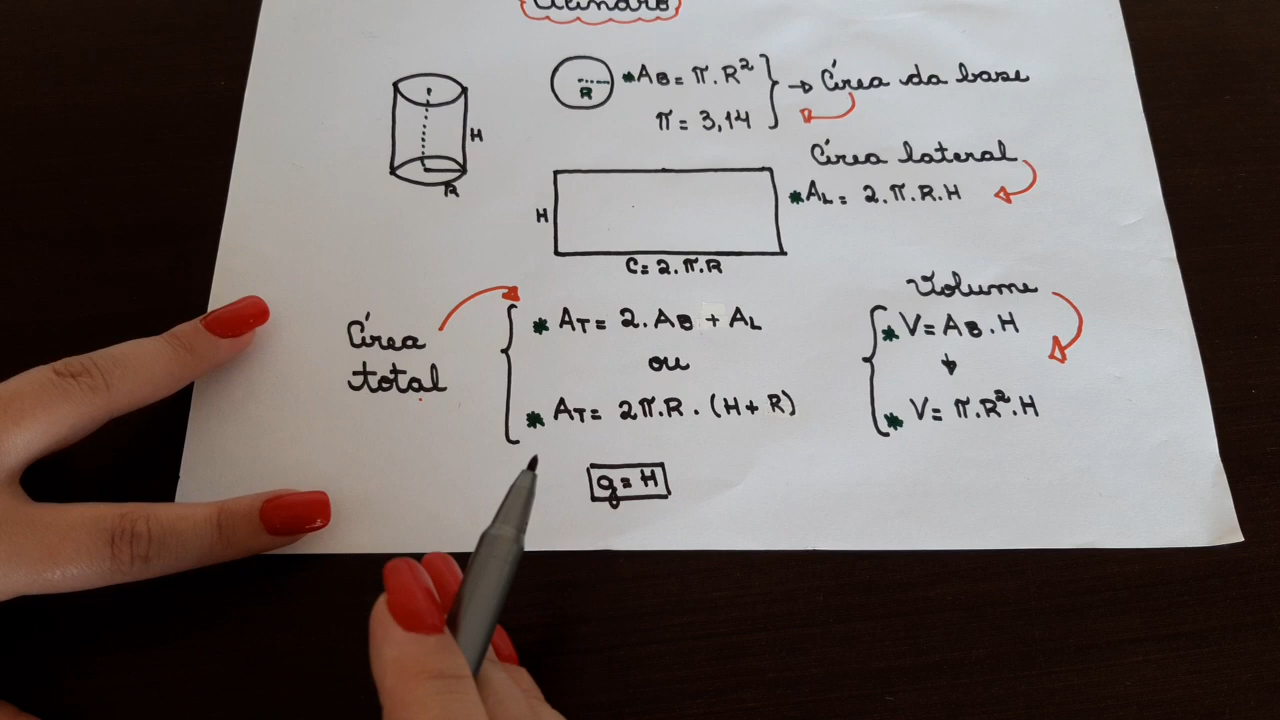 Cilindro
R
*AB = π.R²
π = 3,14
→ Área da base
H
R
Área lateral
*AL = 2.π.R.H
H
C = 2.π.R
Área total
* AT = 2.AB + AL
ou
* AT = 2π.R.(H + R)
Volume
* V = AB.H
* V = π.R².H
g = H